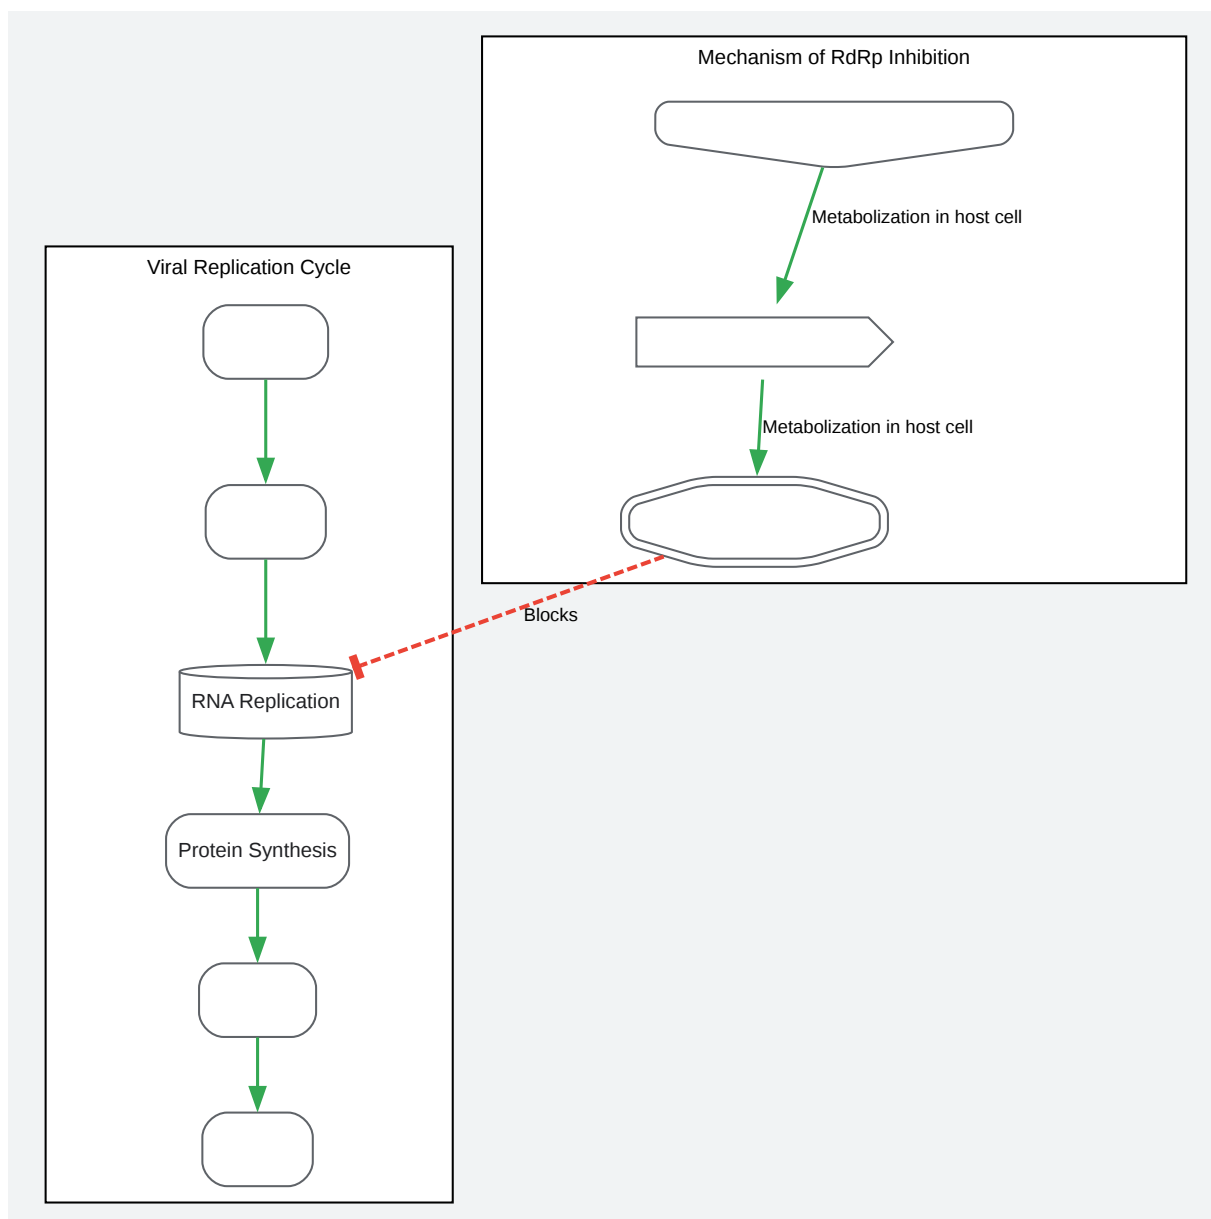 Mechanism of RdRp Inhibition
Metabolization in host cell
Viral Replication Cycle
Metabolization in host cell
Blocks
RNA Replication
Protein Synthesis